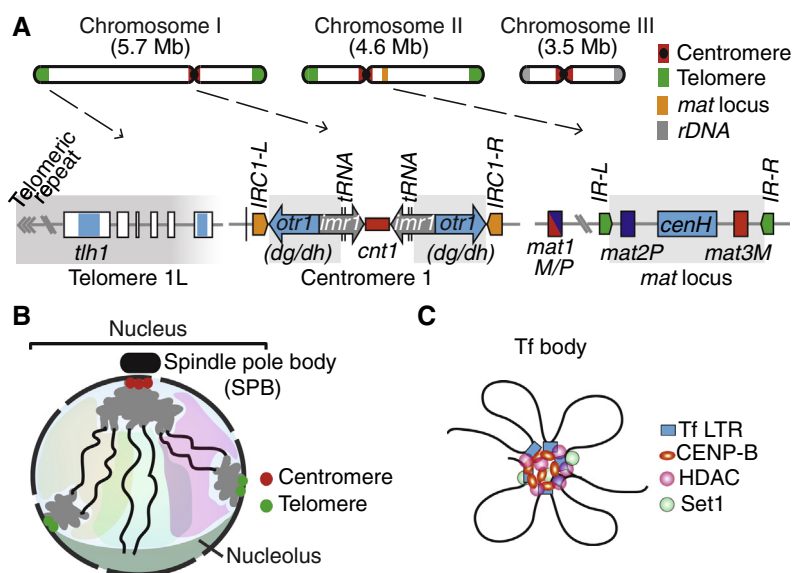 A
Chromosome I
(5.7 Mb)
Chromosome II
(4.6 Mb)
Chromosome III
(3.5 Mb)
Centromere
Telomere
mat locus
rDNA
Telomeric
repeat
tlh1
Telomere 1L
IRC1-L
tRNA
tRNA
IRC1-R
otr1
imr1
imr1
otr1
(dg/dh)
cnt1
(dg/dh)
Centromere 1
mat1
M/P
IR-L
mat2P
cenH
mat3M
IR-R
mat locus
B
Nucleus
Spindle pole body
(SPB)
Centromere
Telomere
Nucleolus
C
Tf body
Tf LTR
CENP-B
HDAC
Set1